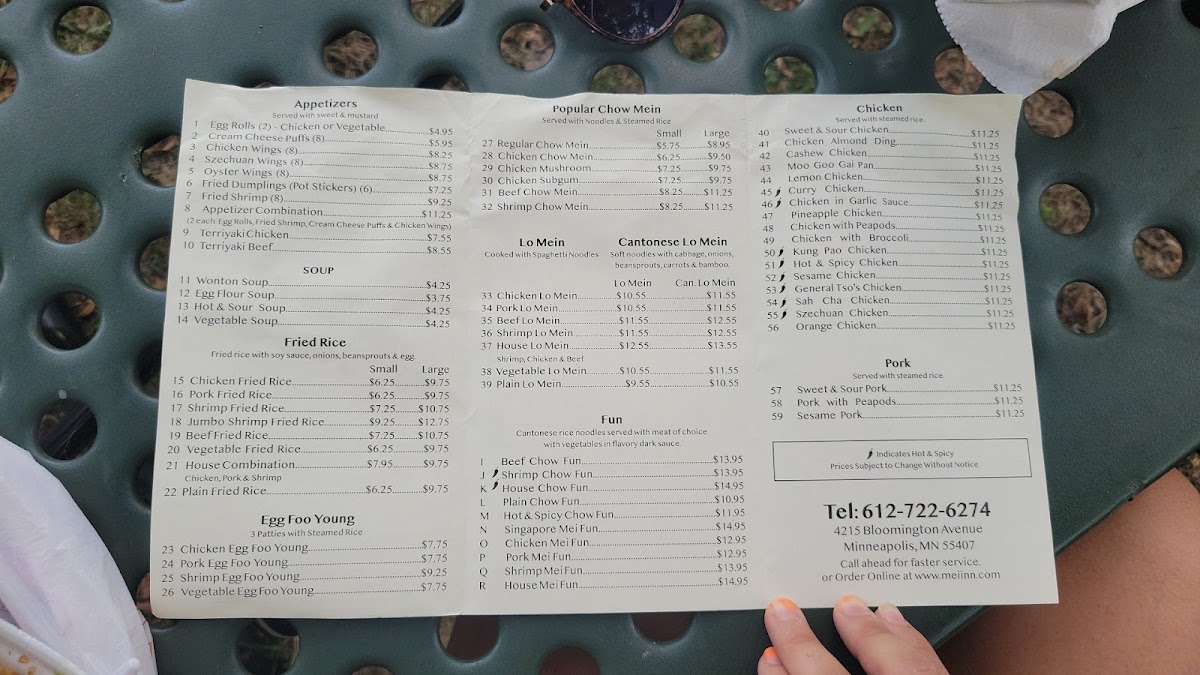 Appetizers
Served with sweet & mustard
1 Egg Rolls (2) - Chicken or Vegetable $4.95
2 Cream Cheese Puffs (8) $5.95
3 Chicken Wings (8) $8.25
4 Szechuan Wings (8) $8.75
5 Oyster Wings (8) $8.75
6 Fried Dumplings (Pot Stickers) (6) $7.25
7 Fried Shrimp (8) $9.25
8 Appetizer Combination $11.25
(2 each: Egg Rolls, Fried Shrimp, Cream Cheese Puffs & Chicken Wings)
9 Terriyaki Chicken $7.55
10 Terriyaki Beef $8.55
SOUP
11 Wonton Soup $4.25
12 Egg Flour Soup $3.75
13 Hot & Sour Soup $4.25
14 Vegetable Soup $4.25
Fried Rice
Fried rice with soy sauce, onions, beansprouts & egg.
Small Large
15 Chicken Fried Rice $6.25 $9.75
16 Pork Fried Rice $6.25 $9.75
17 Shrimp Fried Rice $7.25 $10.75
18 Jumbo Shrimp Fried Rice $9.25 $12.75
19 Beef Fried Rice $7.25 $10.75
20 Vegetable Fried Rice $6.25 $9.75
21 House Combination $7.95 $9.75
Chicken, Pork & Shrimp
22 Plain Fried Rice $6.25 $9.75
Egg Foo Young
3 Patties with Steamed Rice
23 Chicken Egg Foo Young $7.75
24 Pork Egg Foo Young $7.75
25 Shrimp Egg Foo Young $9.25
26 Vegetable Egg Foo Young $7.75
Popular Chow Mein
Served with Noodles & Steamed Rice
Small Large
27 Regular Chow Mein $5.75 $8.95
28 Chicken Chow Mein $6.25 $9.50
29 Chicken Mushroom $7.25 $9.75
30 Chicken Subgum $7.25 $9.75
31 Beef Chow Mein $8.25 $11.25
32 Shrimp Chow Mein $8.25 $11.25
Lo Mein
Cooked with Spaghetti Noodles
Cantonese Lo Mein
Soft noodles with cabbage, onions,
beansprouts, carrots & bamboo.
Lo Mein Can. Lo Mein
33 Chicken Lo Mein $10.55 $11.55
34 Pork Lo Mein $10.55 $11.55
35 Beef Lo Mein $11.55 $12.55
36 Shrimp Lo Mein $11.55 $12.55
37 House Lo Mein $12.55 $13.55
Shrimp, Chicken & Beef
38 Vegetable Lo Mein $10.55 $11.55
39 Plain Lo Mein $9.55 $10.55
Fun
Cantonese rice noodles served with meat of choice
with vegetables in flavory dark sauce.
I Beef Chow Fun $13.95
J Shrimp Chow Fun $13.95
K House Chow Fun $14.95
L Plain Chow Fun $10.95
M Hot & Spicy Chow Fun $11.95
N Singapore Mei Fun $14.95
O Chicken Mei Fun $12.95
P Pork Mei Fun $12.95
Q Shrimp Mei Fun $13.95
R House Mei Fun $14.95
Chicken
Served with steamed rice.
40 Sweet & Sour Chicken $11.25
41 Chicken Almond Ding $11.25
42 Cashew Chicken $11.25
43 Moo Goo Gai Pan $11.25
44 Lemon Chicken $11.25
45 Curry Chicken $11.25
46 Chicken in Garlic Sauce $11.25
47 Pineapple Chicken $11.25
48 Chicken with Peapods $11.25
49 Chicken with Broccoli $11.25
50 Kung Pao Chicken $11.25
51 Hot & Spicy Chicken $11.25
52 Sesame Chicken $11.25
53 General Tso's Chicken $11.25
54 Sah Cha Chicken $11.25
55 Szechuan Chicken $11.25
56 Orange Chicken $11.25
Pork
Served with steamed rice.
57 Sweet & Sour Pork $11.25
58 Pork with Peapods $11.25
59 Sesame Pork $11.25
Indicates Hot & Spicy
Prices Subject to Change Without Notice
Tel: 612-722-6274
4215 Bloomington Avenue
Minneapolis, MN 55407
Call ahead for faster service.
or Order Online at www.meiinn.com